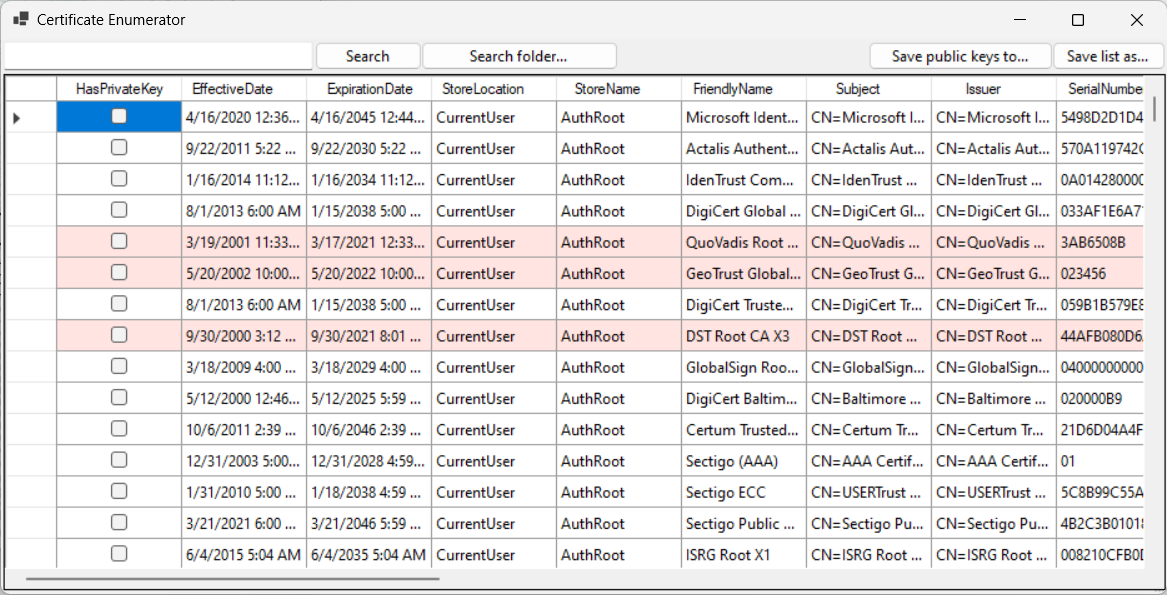 Certificate Enumerator
Search Search folder... Save public keys to... Save list as...
HasPrivateKey EffectiveDate ExpirationDate StoreLocation StoreName FriendlyName Subject Issuer SerialNumbe
4/16/2020 12:36... 4/16/2045 12:44... CurrentUser AuthRoot Microsoft Ident... CN=Microsoft I... CN=Microsoft I... 5498D2D1D4
9/22/2011 5:22 ... 9/22/2030 5:22 ... CurrentUser AuthRoot Actalis Authent... CN=Actalis Aut... CN=Actalis Aut... 570A119742
1/16/2014 11:12... 1/16/2034 11:12... CurrentUser AuthRoot IdenTrust Com... CN=IdenTrust ... CN=IdenTrust ... 0A014280000
8/1/2013 6:00 AM 1/15/2038 5:00 ... CurrentUser AuthRoot DigiCert Global ... CN=DigiCert Gl... CN=DigiCert Gl... 033AF1E6A7
3/19/2001 11:33... 3/17/2021 12:33... CurrentUser AuthRoot QuoVadis Root ... CN=QuoVadis ... CN=QuoVadis ... 3AB6508B
5/20/2002 10:00... 5/20/2022 10:00... CurrentUser AuthRoot GeoTrust Global... CN=GeoTrust G... CN=GeoTrust G... 023456
8/1/2013 6:00 AM 1/15/2038 5:00 ... CurrentUser AuthRoot DigiCert Truste... CN=DigiCert Tr... CN=DigiCert Tr... 059B1B579E8
9/30/2000 3:12 ... 9/30/2021 8:01 ... CurrentUser AuthRoot DST Root CA X3 CN=DST Root ... CN=DST Root ... 44AFB080D6
3/18/2009 4:00 ... 3/18/2029 4:00 ... CurrentUser AuthRoot GlobalSign Roo... CN=GlobalSign... CN=GlobalSign... 04000000000
5/12/2000 12:46... 5/12/2025 5:59 ... CurrentUser AuthRoot DigiCert Baltim... CN=Baltimore ... CN=Baltimore ... 020000B9
10/6/2011 2:39 ... 10/6/2046 2:39 ... CurrentUser AuthRoot Certum Trusted... CN=Certum Tr... CN=Certum Tr... 21D6D04A4F
12/31/2003 5:00... 12/31/2028 4:59... CurrentUser AuthRoot Sectigo (AAA) CN=AAA Certif... CN=AAA Certif... 01
1/31/2010 5:00 ... 1/18/2038 4:59 ... CurrentUser AuthRoot Sectigo ECC CN=USERTrust ... CN=USERTrust ... 5C8B99C55A
3/21/2021 6:00 ... 3/21/2046 5:59 ... CurrentUser AuthRoot Sectigo Public ... CN=Sectigo Pu... CN=Sectigo Pu... 4B2C3B01018
6/4/2015 5:04 AM 6/4/2035 5:04 AM CurrentUser AuthRoot ISRG Root X1 CN=ISRG Root ... CN=ISRG Root ... 008210CFB0D